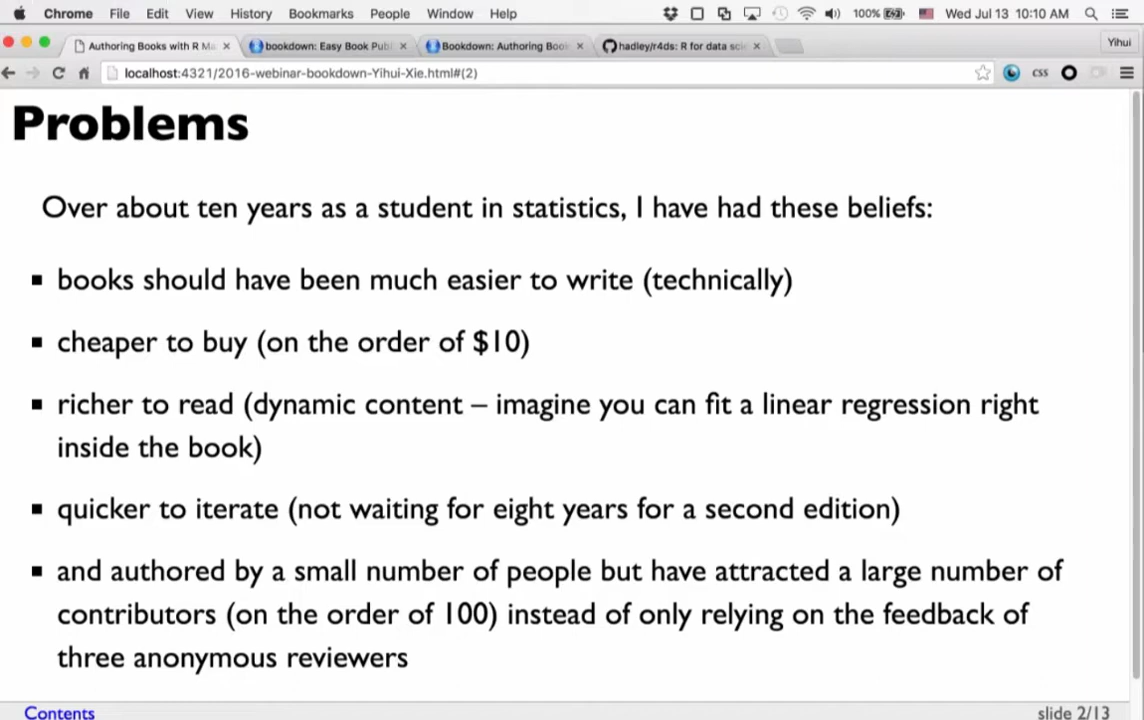 Chrome File Edit View History Bookmarks People Window Help 100% Wed Jul 13 10:10 AM
Authoring Books with R Ma bookdown: Easy Book Publ Bookdown: Authoring Boo hadley/r4ds: R for data scie Yihui
localhost:4321/2016-webinar-bookdown-Yihui-Xie.html#(2) CSS
Problems
Over about ten years as a student in statistics, I have had these beliefs:
▪ books should have been much easier to write (technically)
▪ cheaper to buy (on the order of $10)
▪ richer to read (dynamic content – imagine you can fit a linear regression right
inside the book)
▪ quicker to iterate (not waiting for eight years for a second edition)
▪ and authored by a small number of people but have attracted a large number of
contributors (on the order of 100) instead of only relying on the feedback of
three anonymous reviewers
Contents slide 2/13